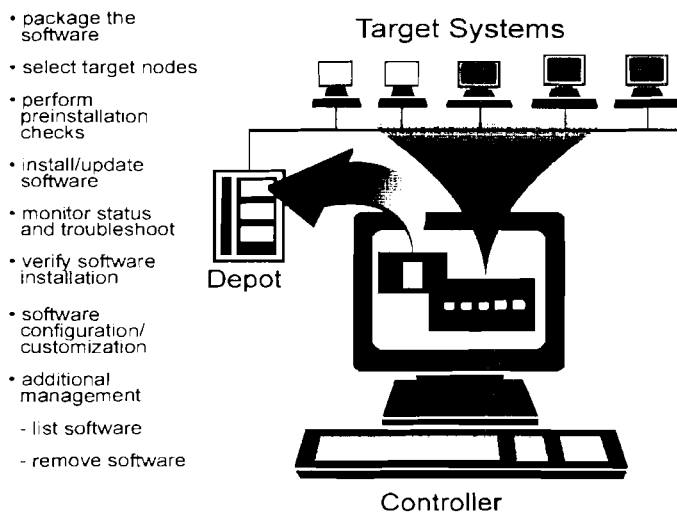 • package the
software
• select target nodes
• perform
preinstallation
checks
• install/update
software
• monitor status
and troubleshoot
• verify software
installation
• software
configuration/
customization
• additional
management
- list software
- remove software
Target Systems
Depot
Controller